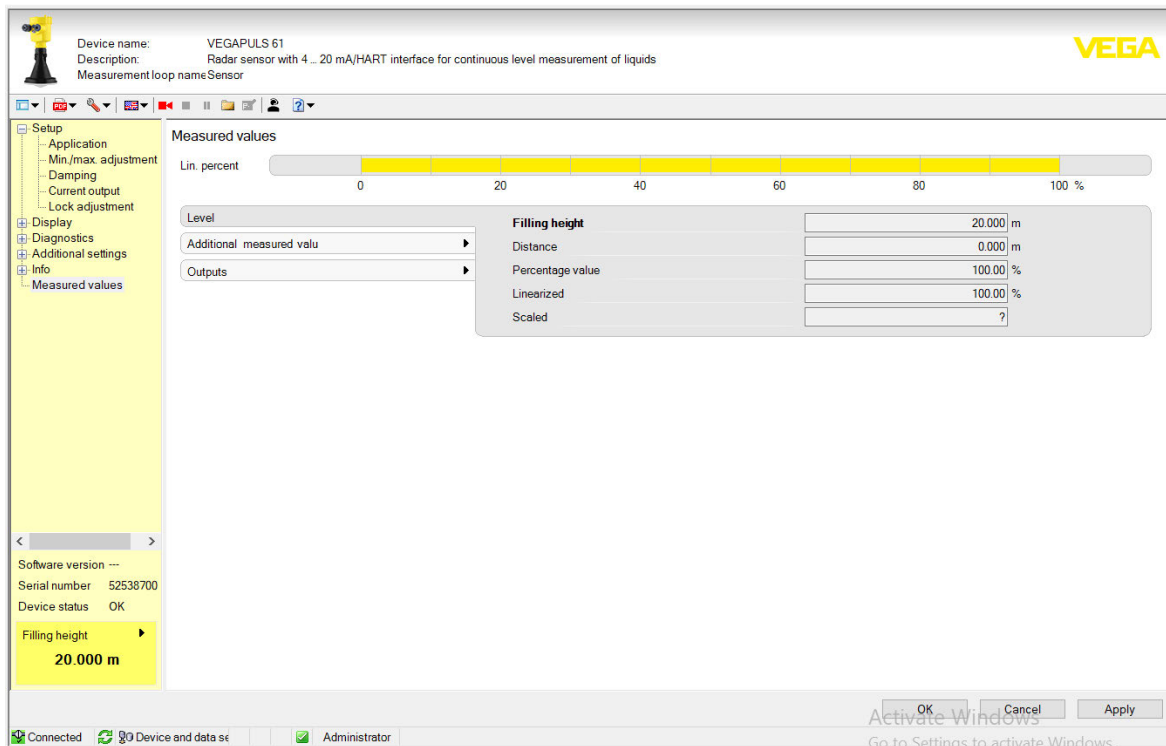 Device name: VEGAPULS 61
Description: Radar sensor with 4 ... 20 mA/HART interface for continuous level measurement of liquids
Measurement loop name Sensor
VEGA
PDF
Setup
Application
Min./max. adjustment
Damping
Current output
Lock adjustment
Display
Diagnostics
Additional settings
Info
Measured values
Measured values
Lin. percent
0 20 40 60 80 100 %
Level
Additional measured valu
Outputs
Filling height 20.000 m
Distance 0.000 m
Percentage value 100.00 %
Linearized 100.00 %
Scaled ?
Software version ---
Serial number 52538700
Device status OK
Filling height
20.000 m
OK Cancel Apply
Activate Windows
Go to Settings to activate Windows.
Connected Device and data se Administrator